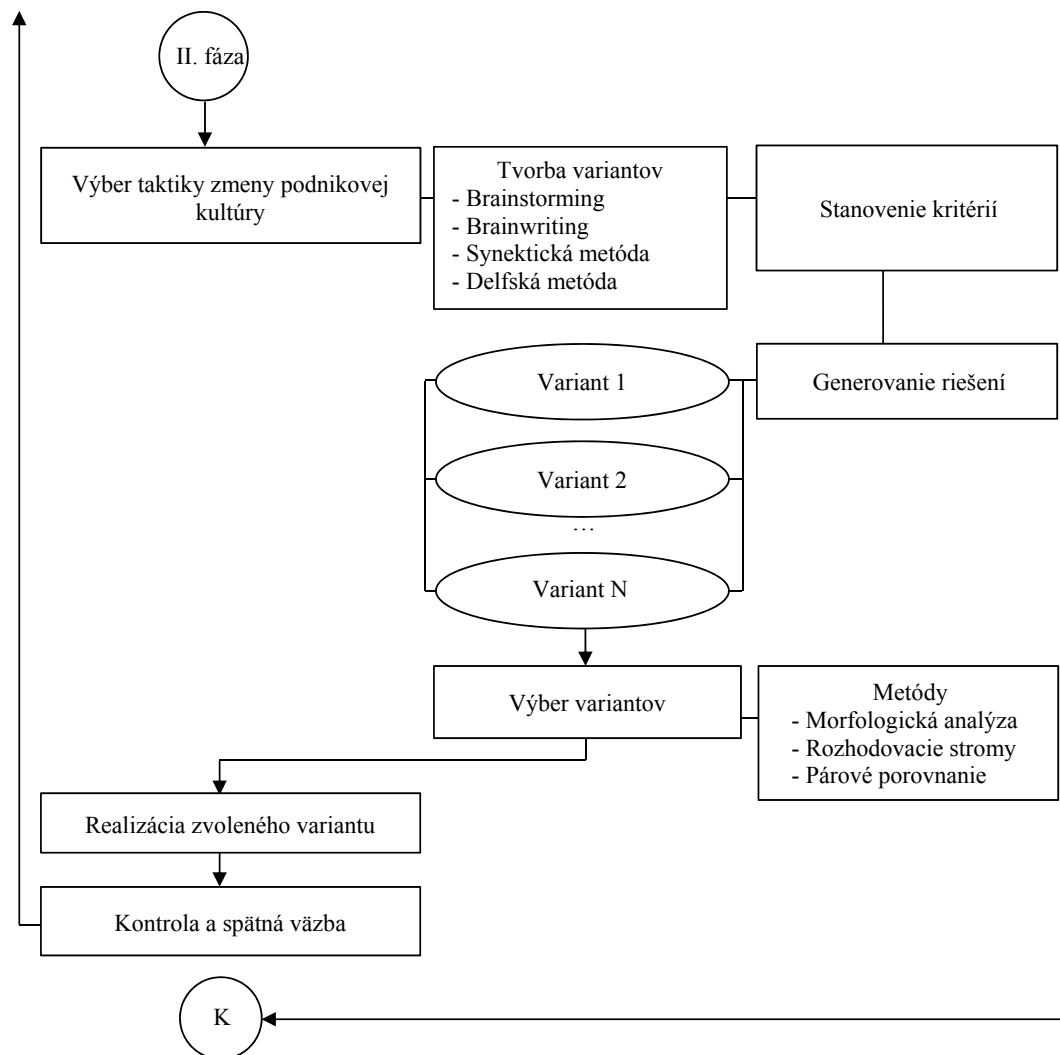 II. fáza
Výber taktiky zmeny podnikovej
kultúry
Tvorba variantov
- Brainstorming
- Brainwriting
- Synektická metóda
- Delfská metóda
Stanovenie kritérií
Generovanie riešení
Variant 1
Variant 2
…
Variant N
Výber variantov
Metódy
- Morfologická analýza
- Rozhodovacie stromy
- Párové porovnanie
Realizácia zvoleného variantu
Kontrola a spätná väzba
K